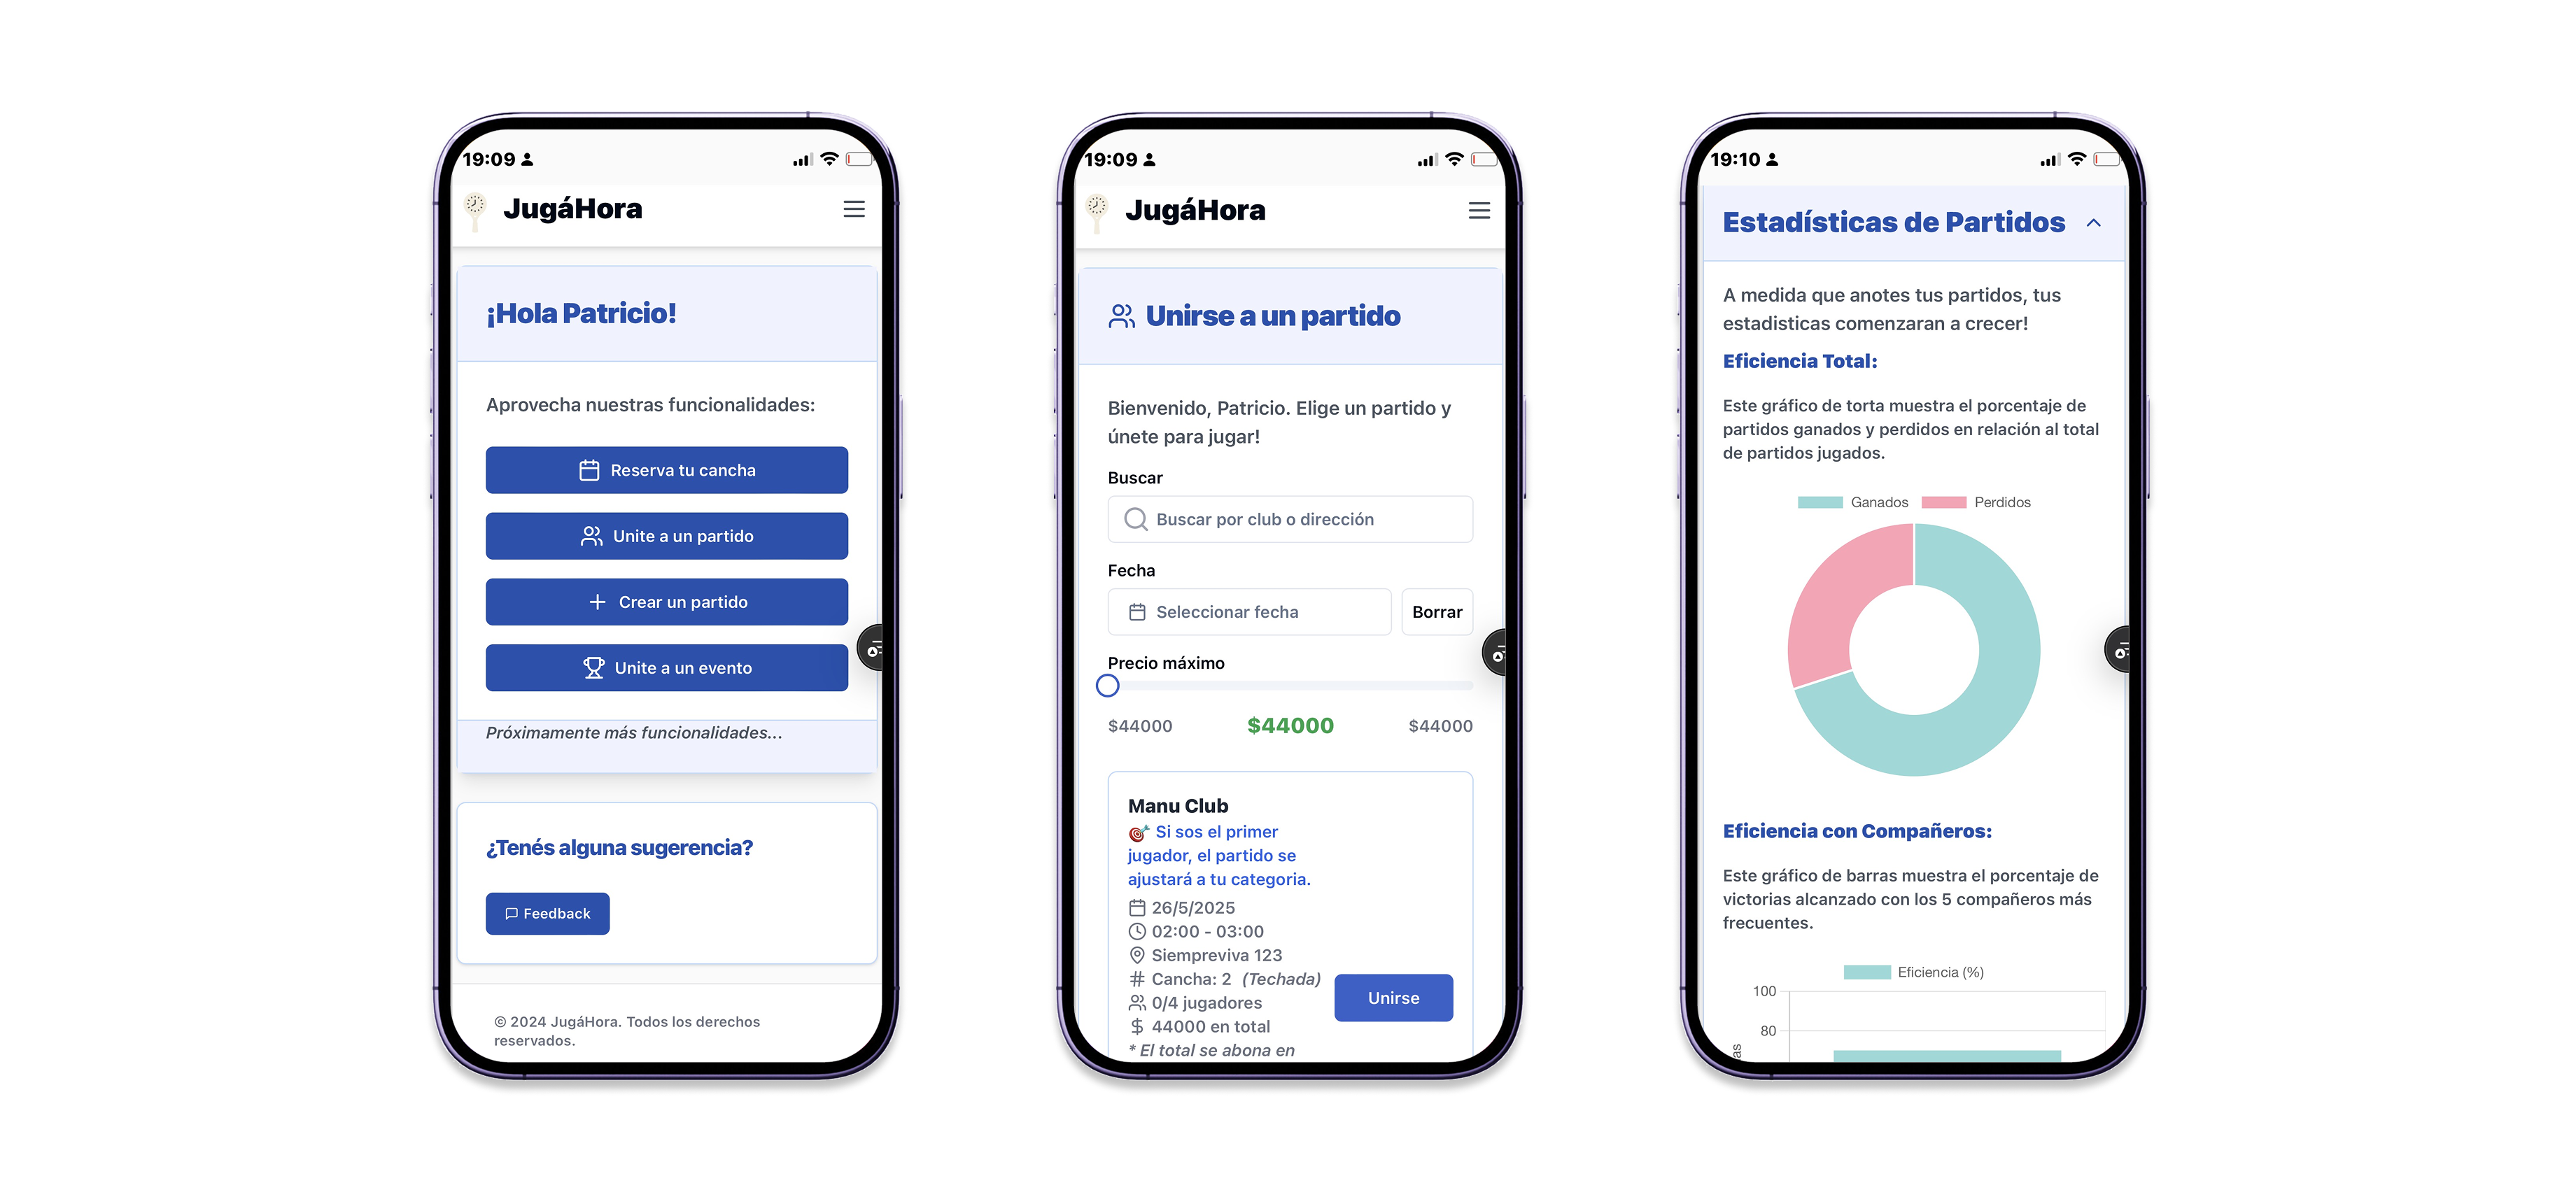 19:09
JugáHora
¡Hola Patricio!
Aprovecha nuestras funcionalidades:
Reserva tu cancha
Unite a un partido
Crear un partido
Unite a un evento
Próximamente más funcionalidades...
¿Tenés alguna sugerencia?
Feedback
© 2024 JugáHora. Todos los derechos
reservados.
19:09
JugáHora
Unirse a un partido
Bienvenido, Patricio. Elige un partido y
únete para jugar!
Buscar
Buscar por club o dirección
Fecha
Seleccionar fecha
Borrar
Precio máximo
$44000 $44000 $44000
Manu Club
Si sos el primer
jugador, el partido se
ajustará a tu categoria.
26/5/2025
02:00 - 03:00
Siempreviva 123
# Cancha: 2 (Techada)
0/4 jugadores
Unirse
$ 44000 en total
* El total se abona en
19:10
Estadísticas de Partidos
A medida que anotes tus partidos, tus
estadisticas comenzaran a crecer!
Eficiencia Total:
Este gráfico de torta muestra el porcentaje de
partidos ganados y perdidos en relación al total
de partidos jugados.
Ganados Perdidos
Eficiencia con Compañeros:
Este gráfico de barras muestra el porcentaje de
victorias alcanzado con los 5 compañeros más
frecuentes.
Eficiencia (%)
100
80